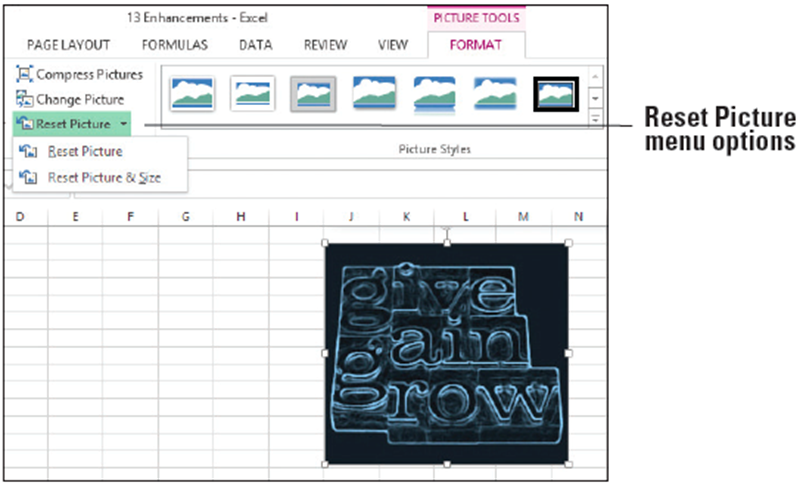 13 Enhancements - Excel
PICTURE TOOLS
PAGE LAYOUT FORMULAS DATA REVIEW VIEW FORMAT
Compress Pictures
Change Picture
Reset Picture
Reset Picture
Reset Picture & Size
Picture Styles
Reset Picture
menu options
D E F G H I J K L M N
give
gain
grow